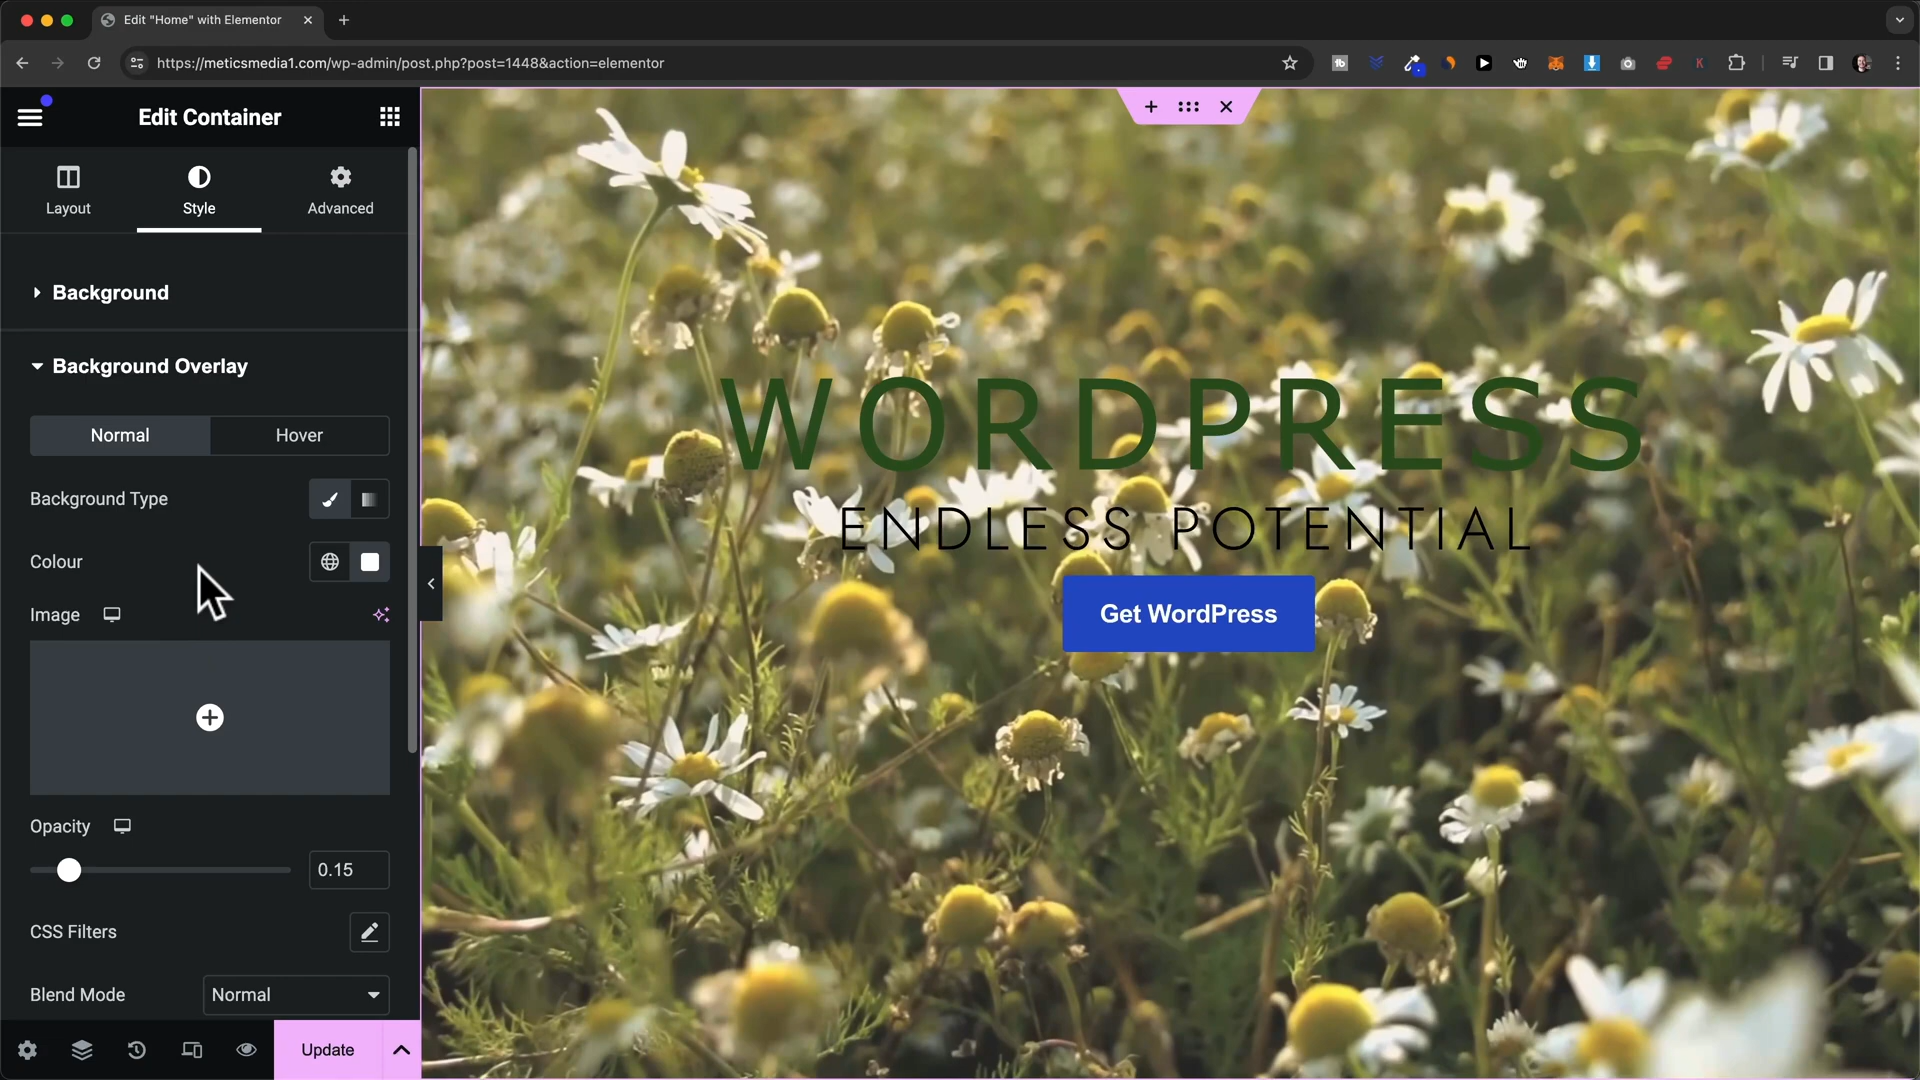 Edit "Home" with Elementor
https://meticsmedia1.com/wp-admin/post.php?post=1448&action=elementor
Edit Container
Layout
Style
Advanced
Background
Background Overlay
Normal
Hover
Background Type
Colour
Image
Opacity
0.15
CSS Filters
Blend Mode
Normal
Update
WORDPRESS
ENDLESS POTENTIAL
Get WordPress